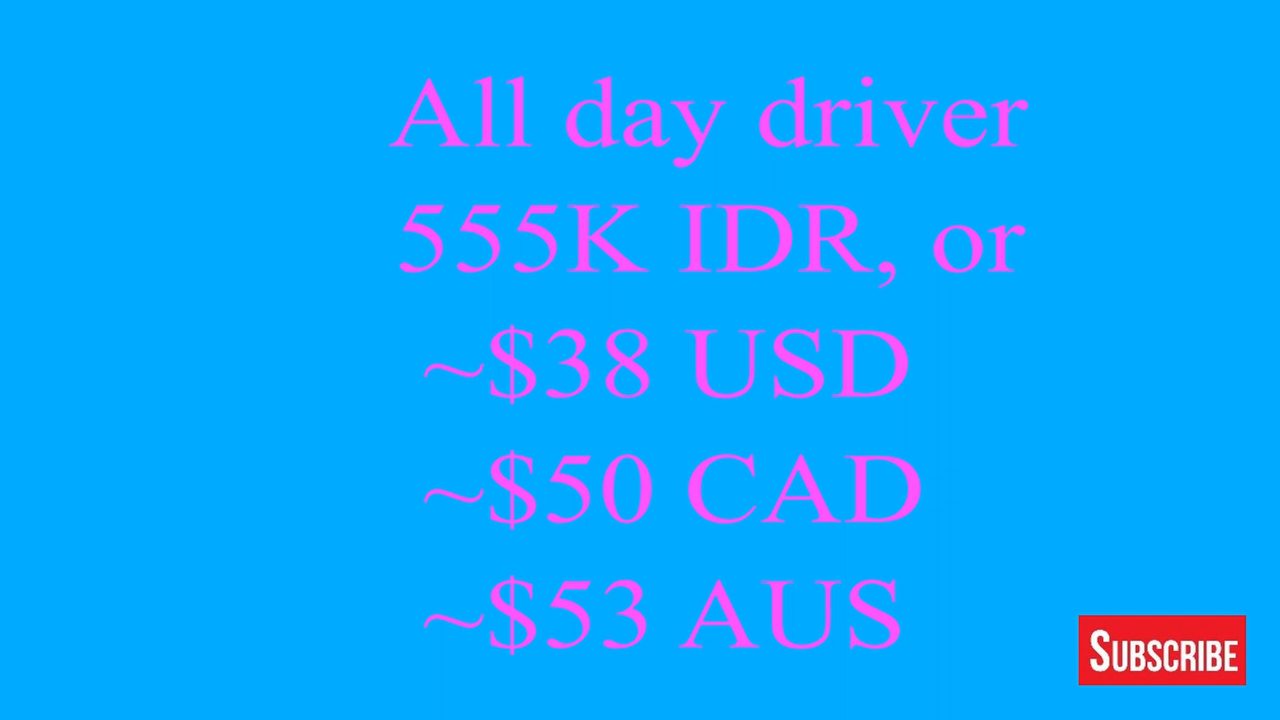 All day driver
555K IDR, or
~$38 USD
~$50 CAD
~$53 AUS
SUBSCRIBE